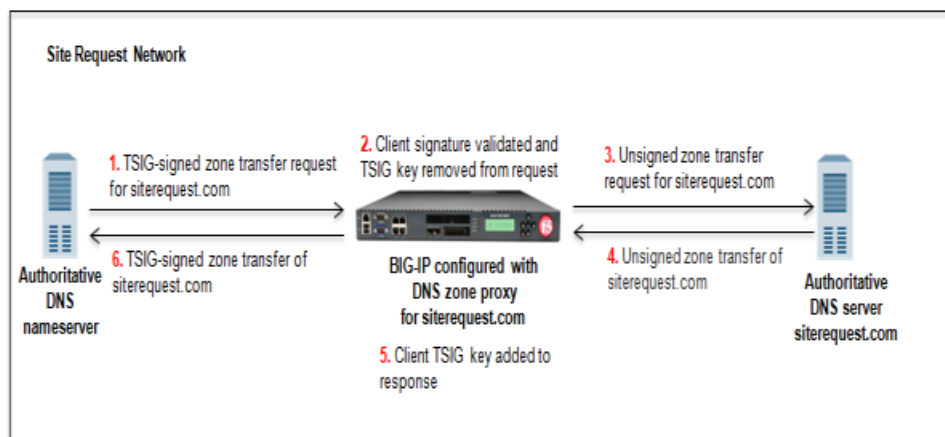 Site Request Network
1. TSIG-signed zone transfer request
for siterequest.com
2. Client signature validated and
TSIG key removed from request
3. Unsigned zone transfer
request for siterequest.com
6. TSIG-signed zone transfer of
siterequest.com
4. Unsigned zone transfer of
siterequest.com
Authoritative
DNS
nameserver
BIG-IP configured with
DNS zone proxy
for siterequest.com
Authoritative
DNS server
siterequest.com
5. Client TSIG key added to
response